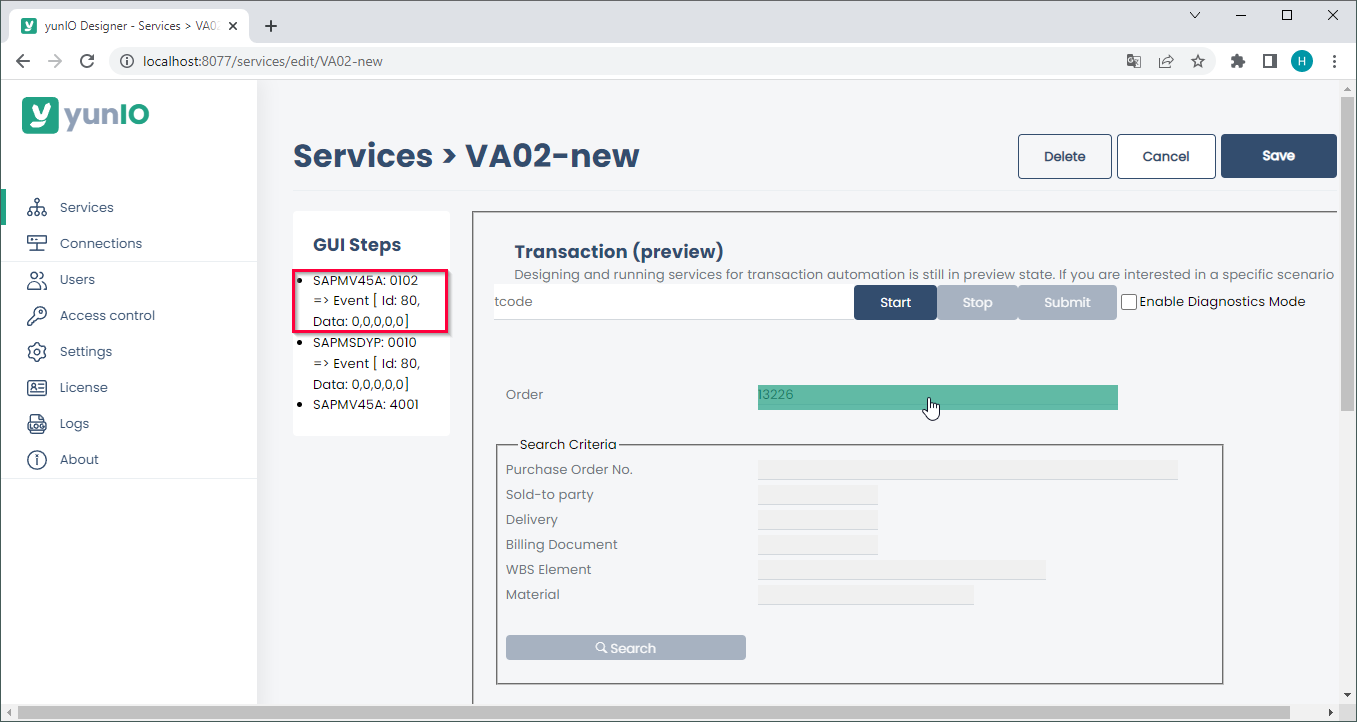 yunIO Designer - Services > VA02
localhost:8077/services/edit/VA02-new
H
yunIO
Services > VA02-new
Delete
Cancel
Save
Services
Connections
Users
Access control
Settings
License
Logs
About
GUI Steps
SAPMV45A: 0102
=> Event [ Id: 80,
Data: 0,0,0,0,0]
SAPMSDYP: 0010
=> Event [ Id: 80,
Data: 0,0,0,0,0]
SAPMV45A: 4001
Transaction (preview)
Designing and running services for transaction automation is still in preview state. If you are interested in a specific scenario
tcode
Start
Stop
Submit
Enable Diagnostics Mode
Order
13226
Search Criteria
Purchase Order No.
Sold-to party
Delivery
Billing Document
WBS Element
Material
Search